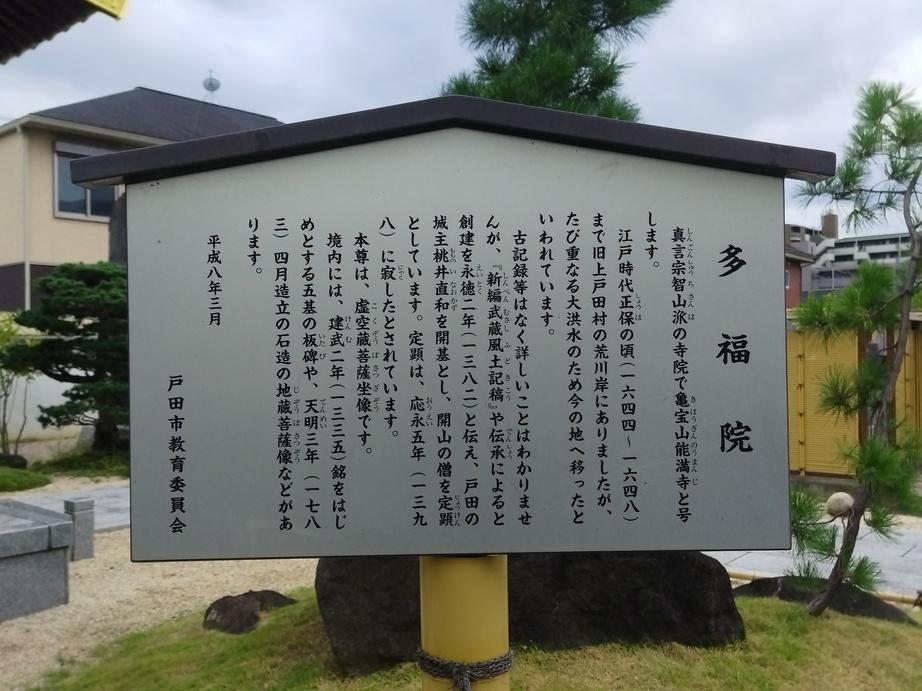 多福院
真言宗智山派の寺院で亀宝山能満寺と号
します。
江戸時代正保の頃(一六四四~一六四八)
まで旧上戸田村の荒川岸にありましたが、
たび重なる大洪水のため今の地へ移ったと
いわれています。
古記録等はなく詳しいことはわかりませ
んが、『新編武蔵風土記稿』や伝承によると
創建を永徳二年(一三八二)と伝え、戸田の
城主桃井直和を開基とし、開山の僧を定顕
としています。定顕は、応永五年(一三九
八)に寂したとされています。
本尊は、虚空蔵菩薩坐像です。
境内には、建武二年(一三三五)銘をはじ
めとする五基の板碑や、天明三年(一七八
三)四月造立の石造の地蔵菩薩像などがあ
ります。
平成八年三月
戸田市教育委員会